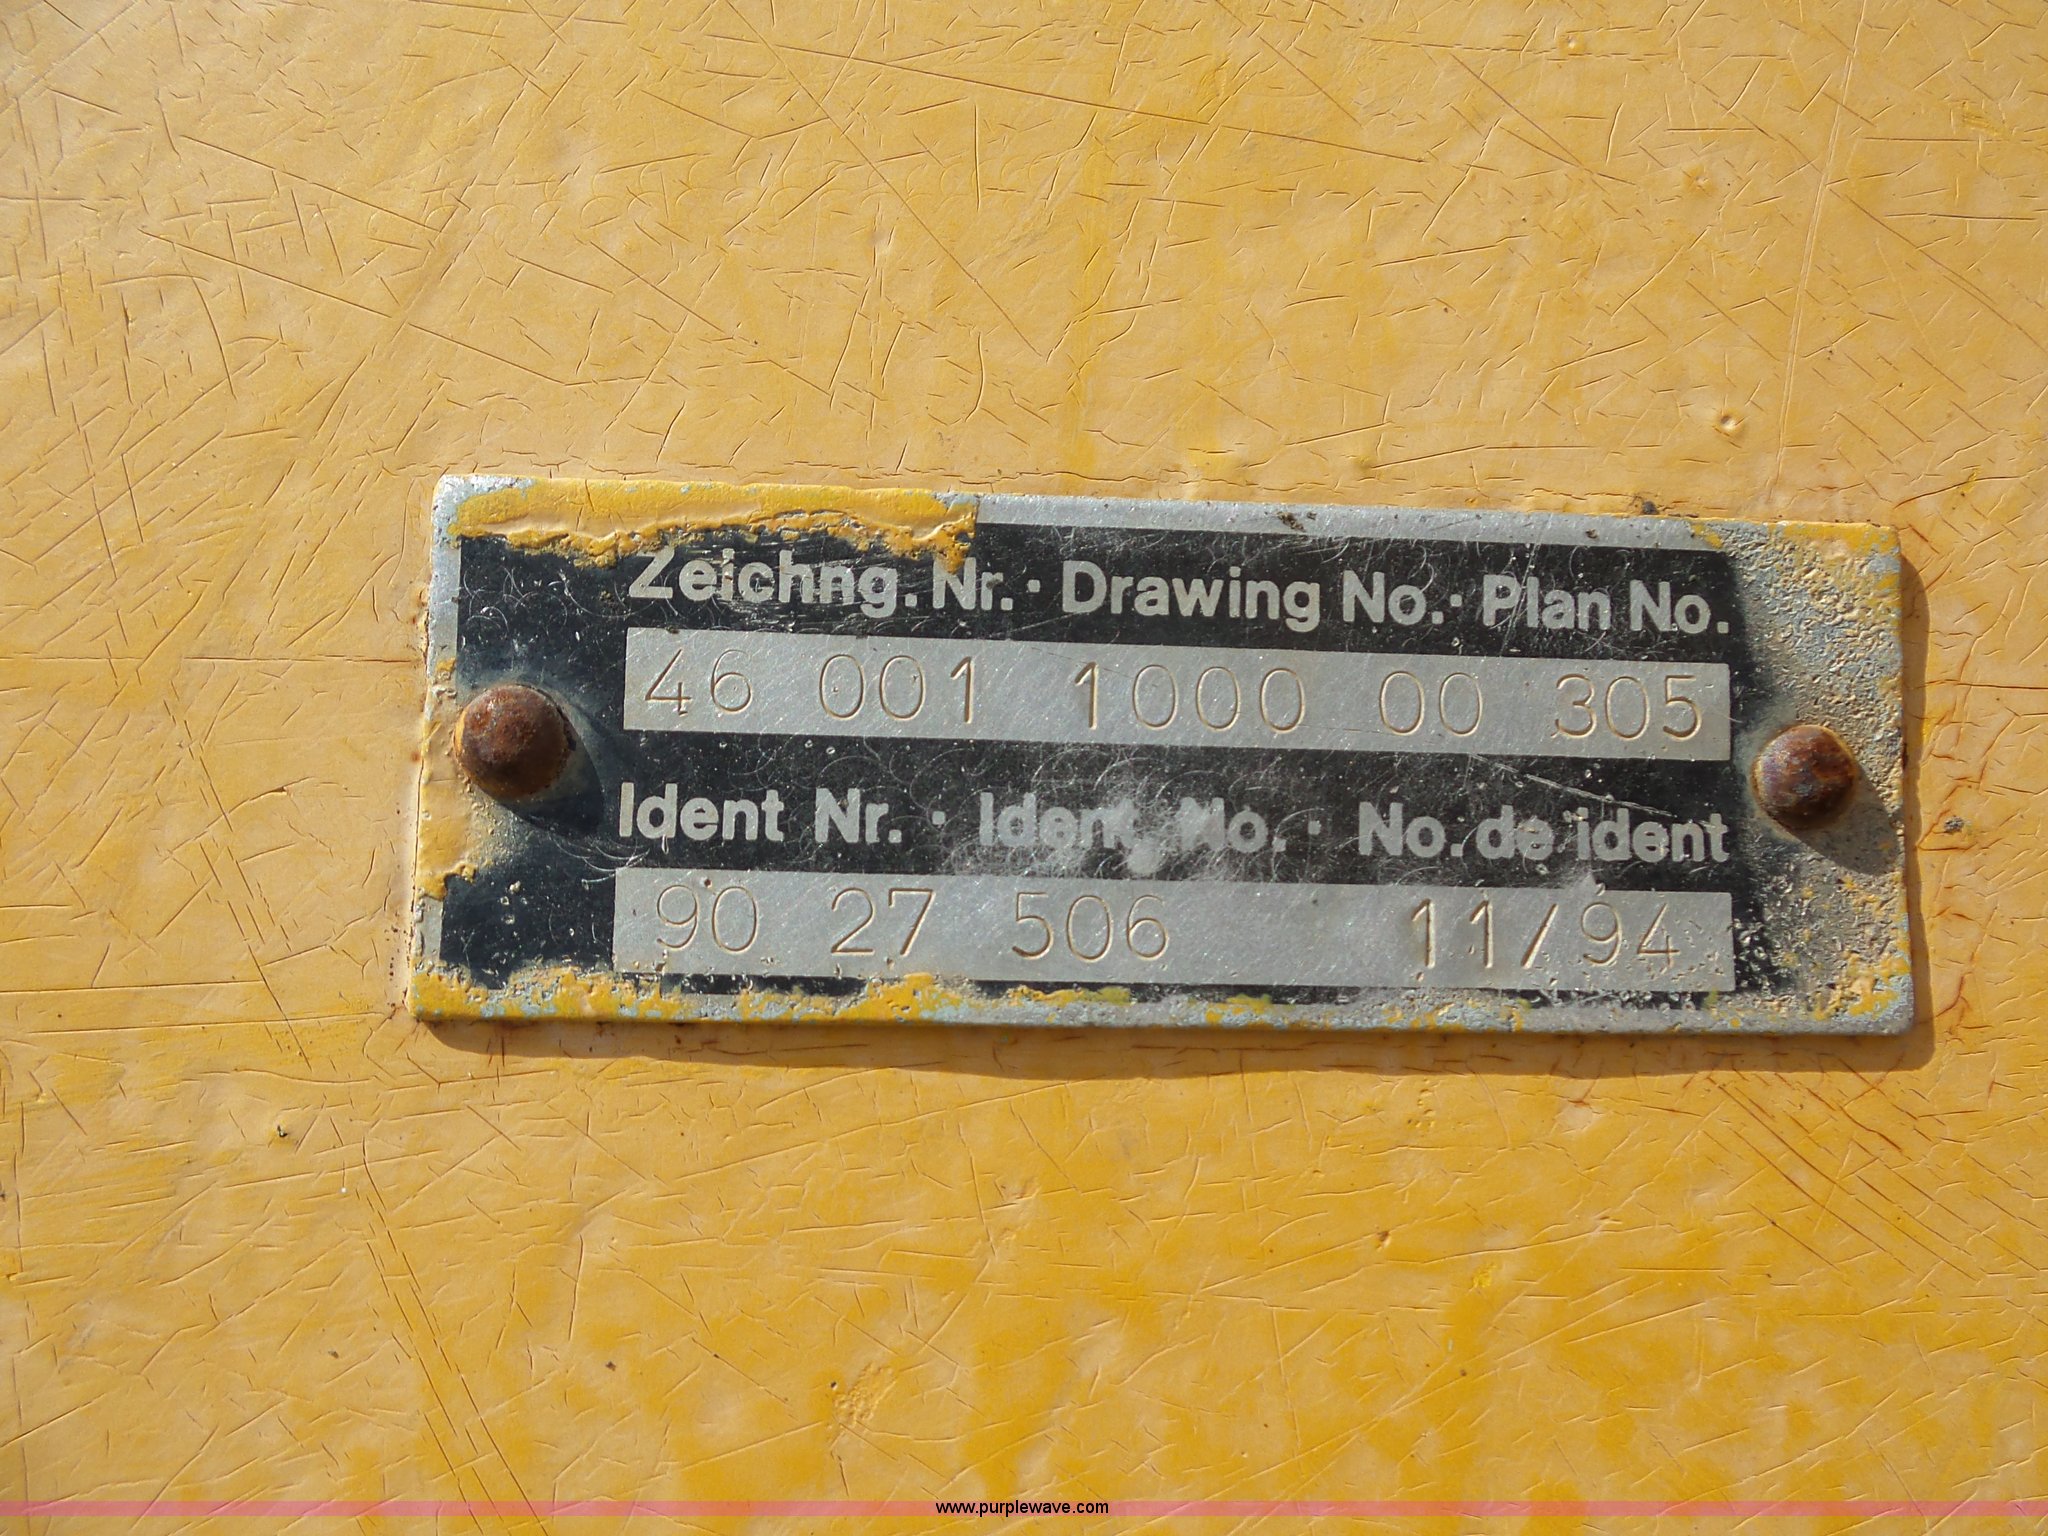 Zeichng. Nr. · Drawing No. · Plan No.
46 001 1000 00 305
Ident Nr. · Ident. No. · No. de ident
90 27 506 11/94
www.purplewave.com